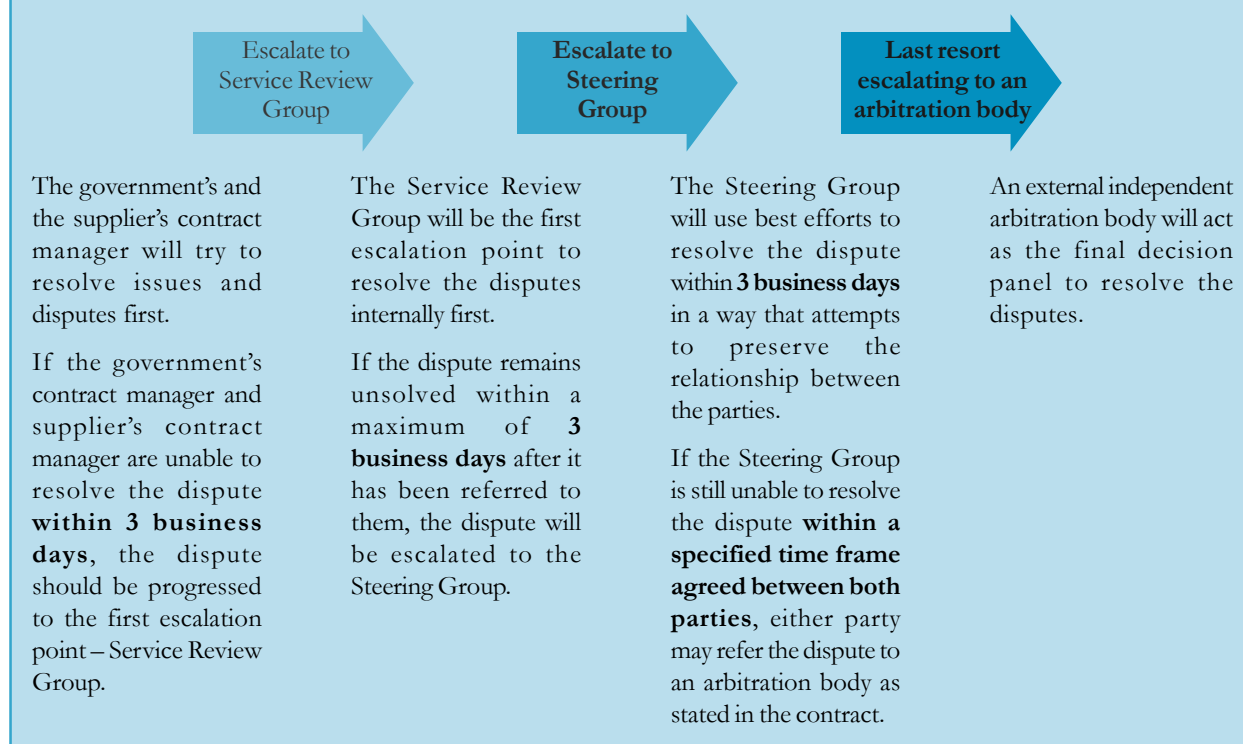 Escalate to
Service Review
Group
Escalate to
Steering
Group
Last resort
escalating to an
arbitration body
The government's and
the supplier's contract
manager will try to
resolve issues and
disputes first.
If the government's
contract manager and
supplier's contract
manager are unable to
resolve the dispute
within 3 business
days, the dispute
should be progressed
to the first escalation
point – Service Review
Group.
The Service Review
Group will be the first
escalation point to
resolve the disputes
internally first.
If the dispute remains
unsolved within a
maximum of 3
business days after it
has been referred to
them, the dispute will
be escalated to the
Steering Group.
The Steering Group
will use best efforts to
resolve the dispute
within 3 business days
in a way that attempts
to preserve the
relationship between
the parties.
If the Steering Group
is still unable to resolve
the dispute within a
specified time frame
agreed between both
parties, either party
may refer the dispute to
an arbitration body as
stated in the contract.
An external independent
arbitration body will act
as the final decision
panel to resolve the
disputes.